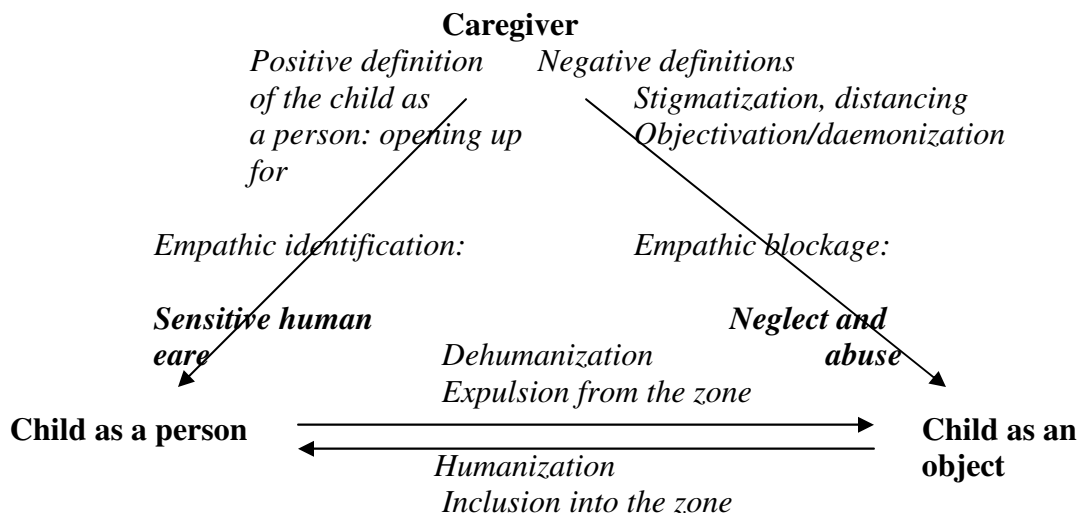 Caregiver
Positive definition
of the child as
a person: opening up
for
Negative definitions
Stigmatization, distancing
Objectivation/daemonization
Empathic identification:
Empathic blockage:
Sensitive human
eare
Neglect and
abuse
Dehumanization
Expulsion from the zone
Child as a person
Child as an
object
Humanization
Inclusion into the zone